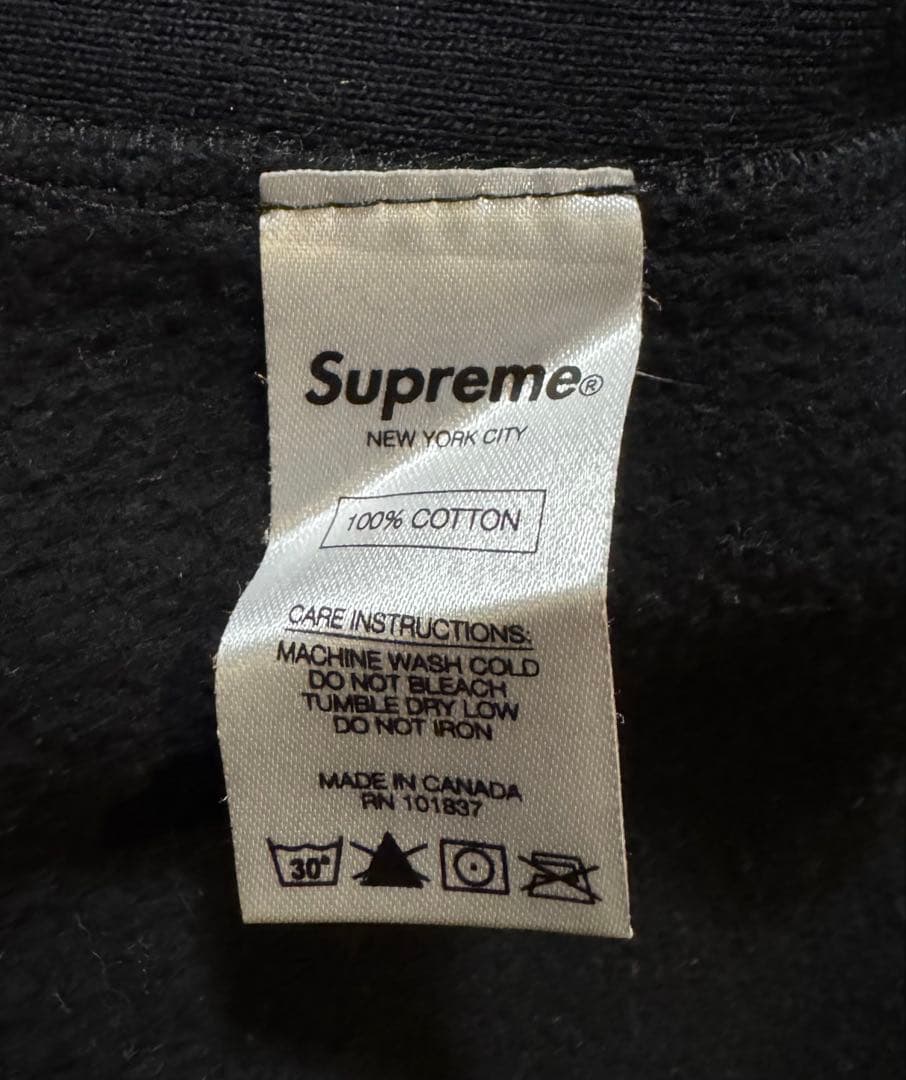 Supreme®
NEW YORK CITY
100% COTTON
CARE INSTRUCTIONS:
MACHINE WASH COLD
DO NOT BLEACH
TUMBLE DRY LOW
DO NOT IRON
MADE IN CANADA
RN 101837
30°